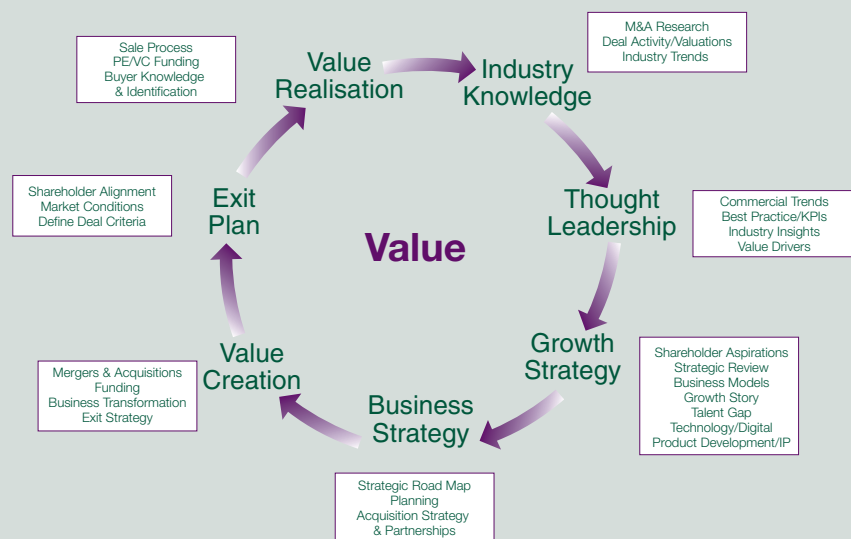 Sale Process
PE/VC Funding
Buyer Knowledge
& Identification
Value
Realisation
Industry
Knowledge
M&A Research
Deal Activity/Valuations
Industry Trends
Shareholder Alignment
Market Conditions
Define Deal Criteria
Exit
Plan
Value
Thought
Leadership
Commercial Trends
Best Practice/KPIs
Industry Insights
Value Drivers
Mergers & Acquisitions
Funding
Business Transformation
Exit Strategy
Value
Creation
Business
Strategy
Growth
Strategy
Shareholder Aspirations
Strategic Review
Business Models
Growth Story
Talent Gap
Technology/Digital
Product Development/IP
Strategic Road Map
Planning
Acquisition Strategy
& Partnerships